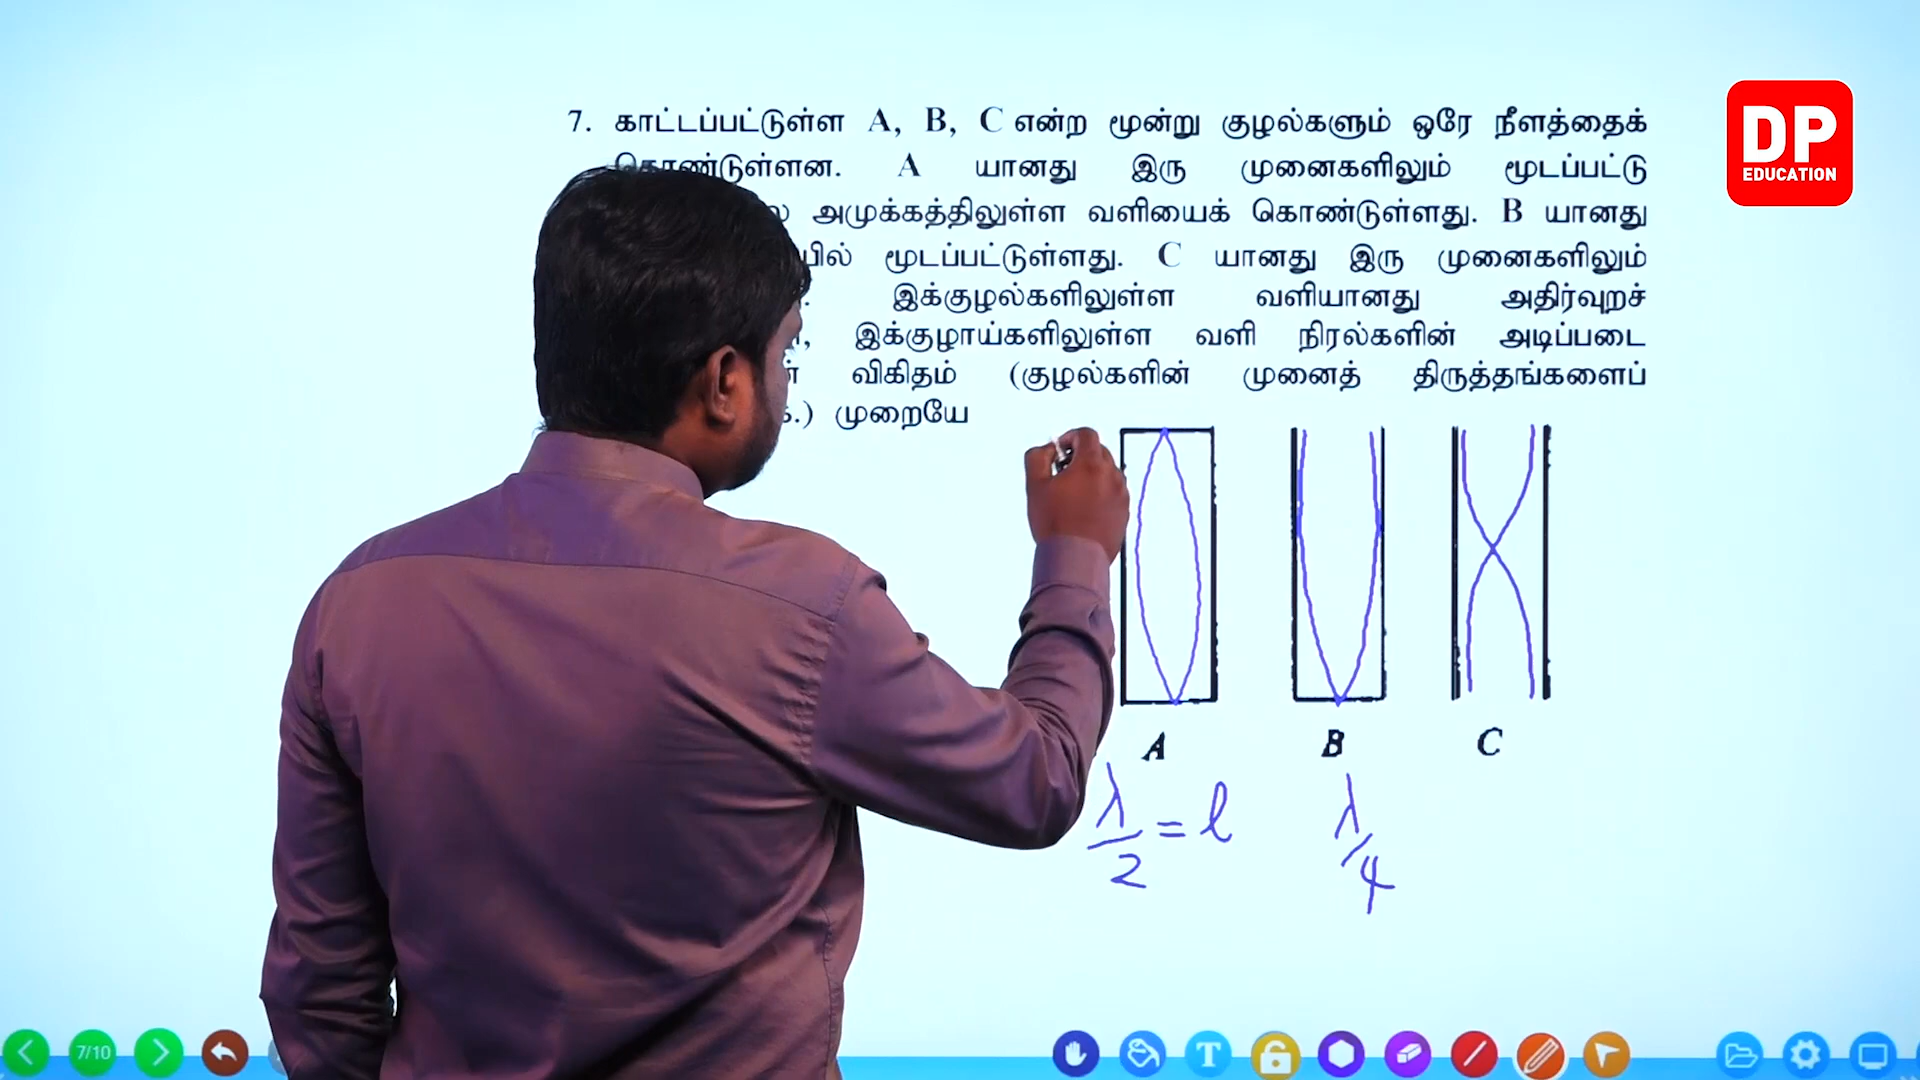 DP
EDUCATION
7. காட்டப்பட்டுள்ள A, B, C என்ற மூன்று குழல்களும் ஒரே நீளத்தைக்
கொண்டுள்ளன. A யானது இரு முனைகளிலும் மூடப்பட்டு
அமுக்கத்திலுள்ள வளியைக் கொண்டுள்ளது. B யானது
மூடப்பட்டுள்ளது. C யானது இரு முனைகளிலும்
இக்குழல்களிலுள்ள வளியானது அதிர்வுறச்
இக்குழாய்களிலுள்ள வளி நிரல்களின் அடிப்படை
விகிதம் (குழல்களின் முனைத் திருத்தங்களைப்
முறையே
A B C
λ/2 = l λ/4
7/10
T